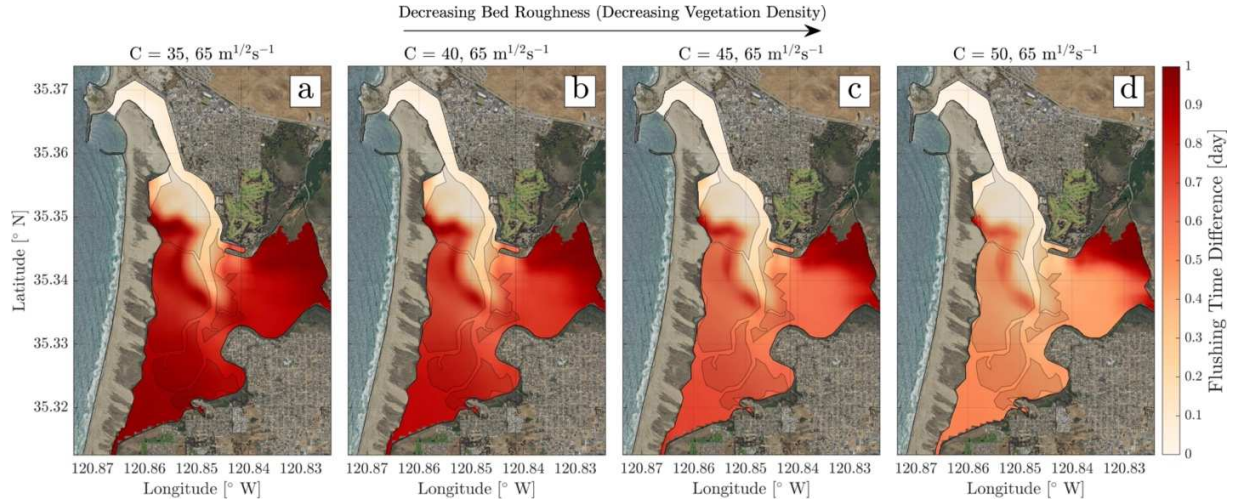 Decreasing Bed Roughness (Decreasing Vegetation Density)
C = 35, 65 m^{1/2}s^{−1}
C = 40, 65 m^{1/2}s^{−1}
C = 45, 65 m^{1/2}s^{−1}
C = 50, 65 m^{1/2}s^{−1}
a
b
c
d
35.37
35.36
35.35
35.34
35.33
35.32
Latitude [° N]
120.87 120.86 120.85 120.84 120.83
120.87 120.86 120.85 120.84 120.83
120.87 120.86 120.85 120.84 120.83
120.87 120.86 120.85 120.84 120.83
Longitude [° W]
Longitude [° W]
Longitude [° W]
Longitude [° W]
1
0.9
0.8
0.7
0.6
0.5
0.4
0.3
0.2
0.1
0
Flushing Time Difference [day]